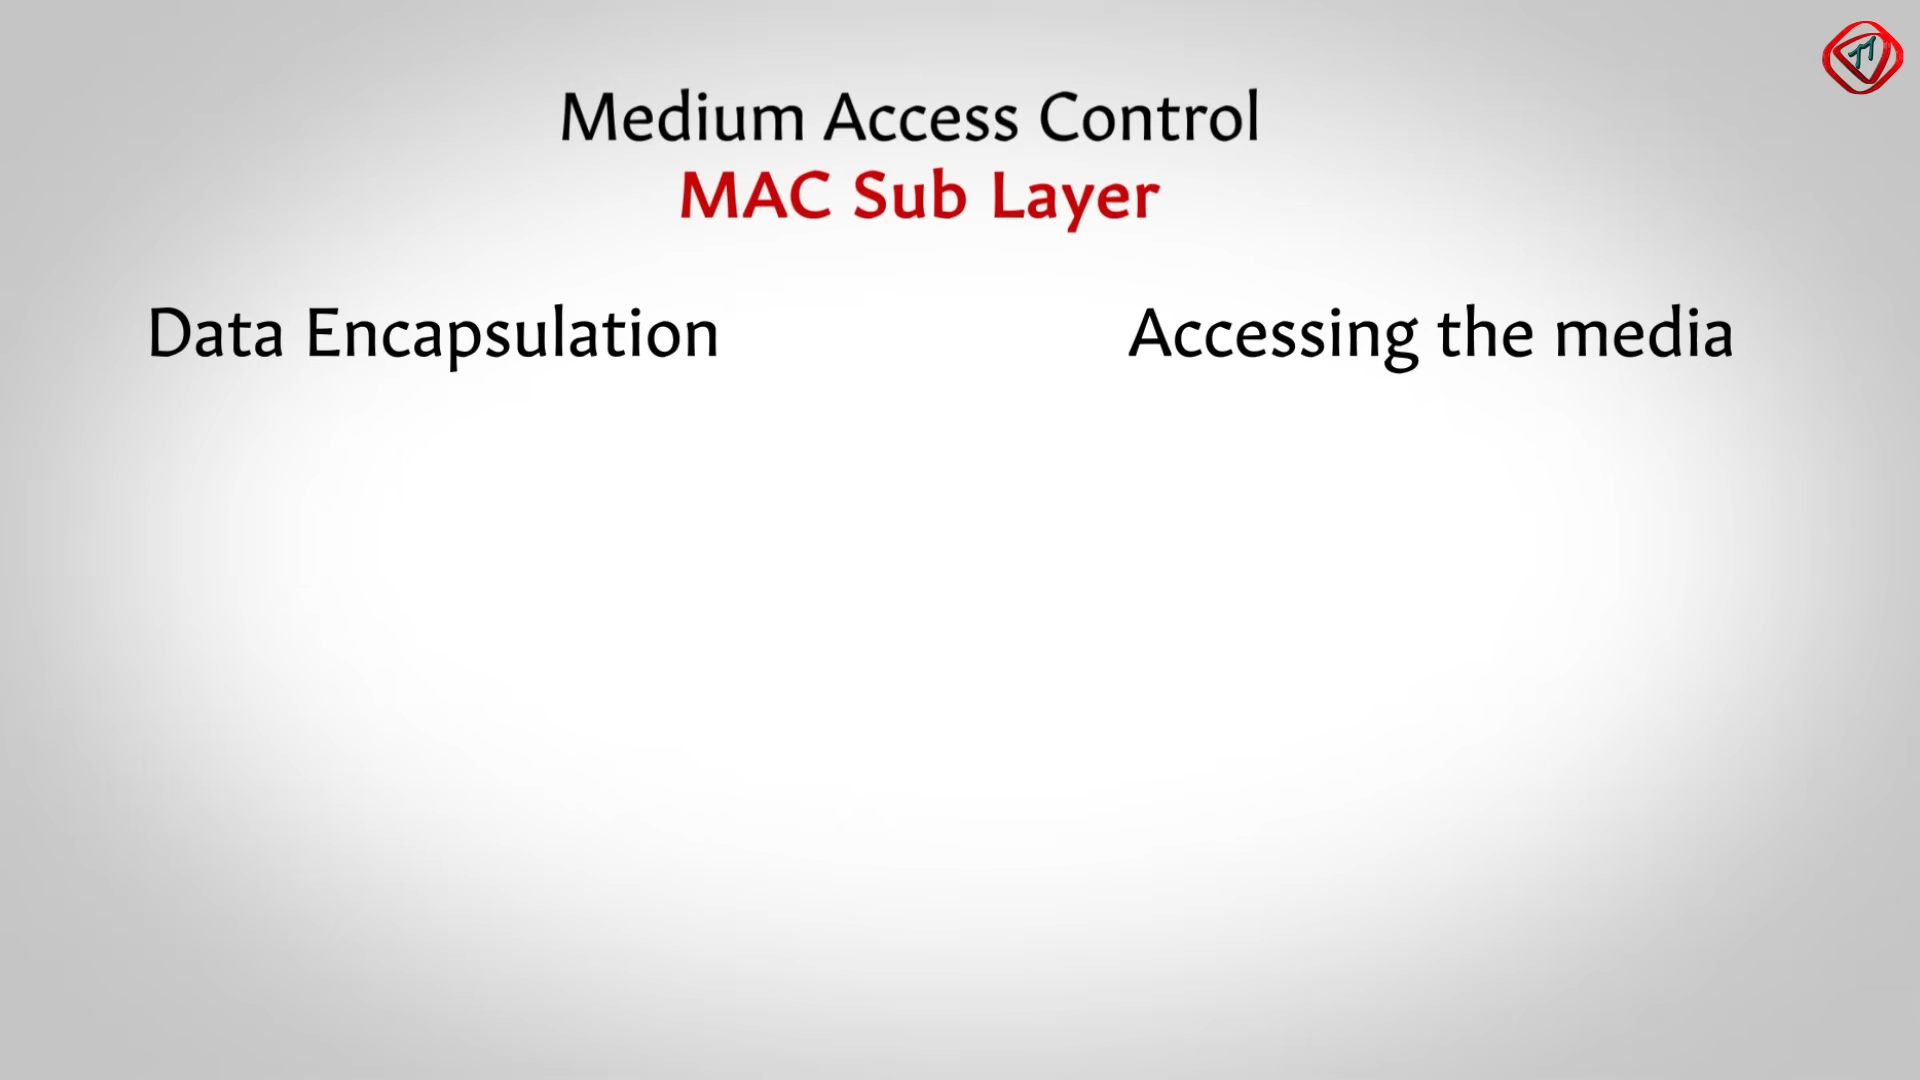 Medium Access Control
MAC Sub Layer
Data Encapsulation
Accessing the media